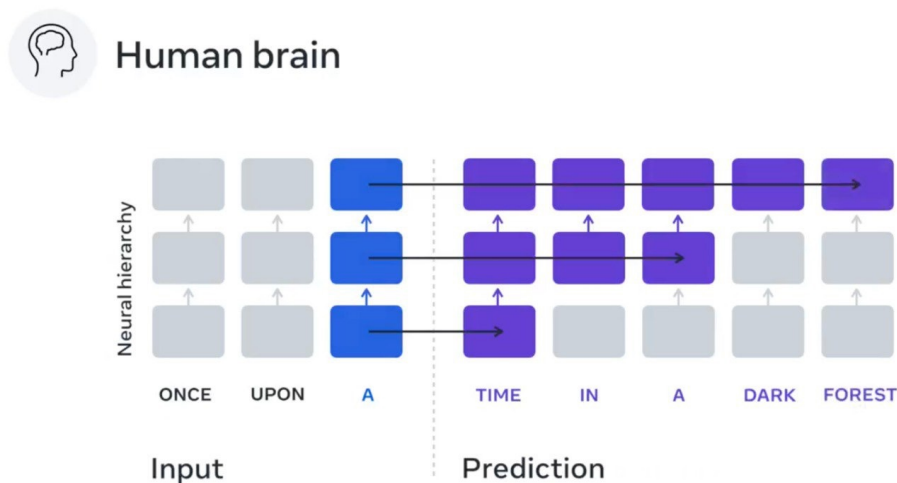 Human brain
Neural hierarchy
ONCE UPON A TIME IN A DARK FOREST
Input Prediction